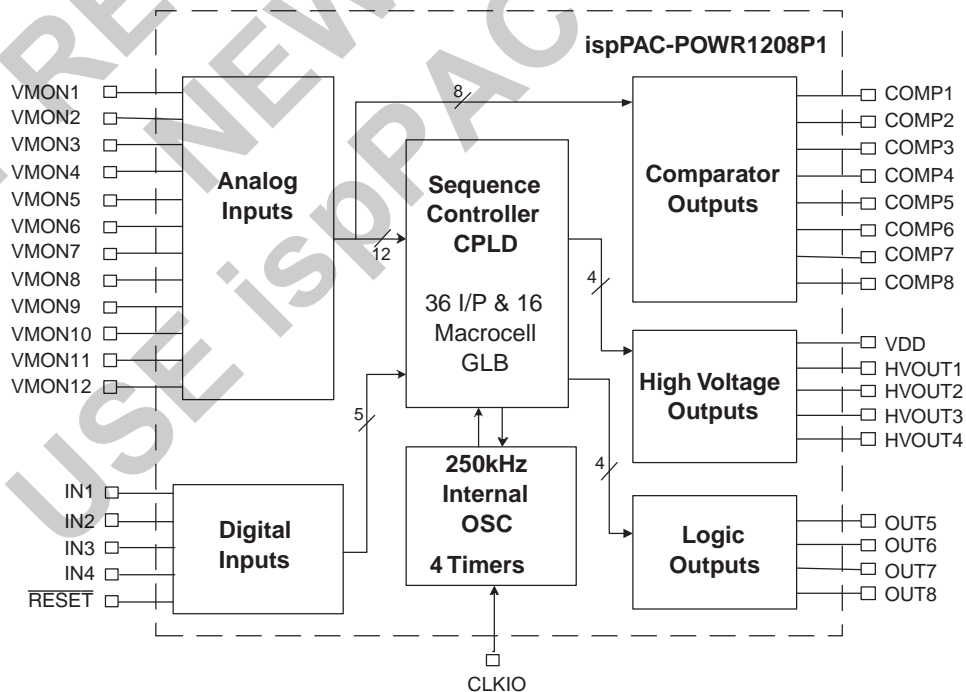 ispPAC-POWR1208P1
VMON1
VMON2
VMON3
VMON4
VMON5
VMON6
VMON7
VMON8
VMON9
VMON10
VMON11
VMON12
Analog
Inputs
12
8
Sequence
Controller
CPLD
36 I/P & 16
Macrocell
GLB
Comparator
Outputs
COMP1
COMP2
COMP3
COMP4
COMP5
COMP6
COMP7
COMP8
4
High Voltage
Outputs
VDD
HVOUT1
HVOUT2
HVOUT3
HVOUT4
IN1
IN2
IN3
IN4
RESET
Digital
Inputs
5
250kHz
Internal
OSC
4 Timers
4
Logic
Outputs
OUT5
OUT6
OUT7
OUT8
CLKIO
NEW
USE ispPAC